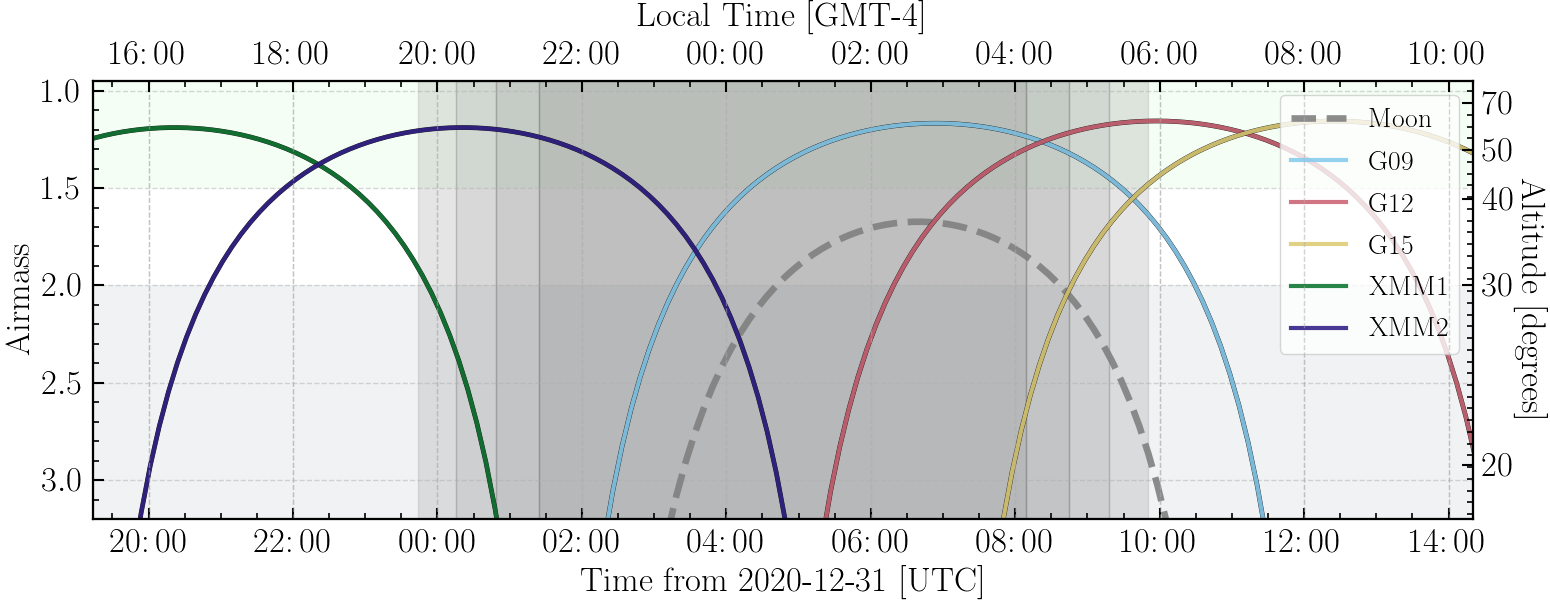 Local Time [GMT-4]
16:00 18:00 20:00 22:00 00:00 02:00 04:00 06:00 08:00 10:00
1.0
1.5
2.0
2.5
3.0
Airmass
70
50
40
30
20
Altitude [degrees]
Moon
G09
G12
G15
XMM1
XMM2
20:00 22:00 00:00 02:00 04:00 06:00 08:00 10:00 12:00 14:00
Time from 2020-12-31 [UTC]